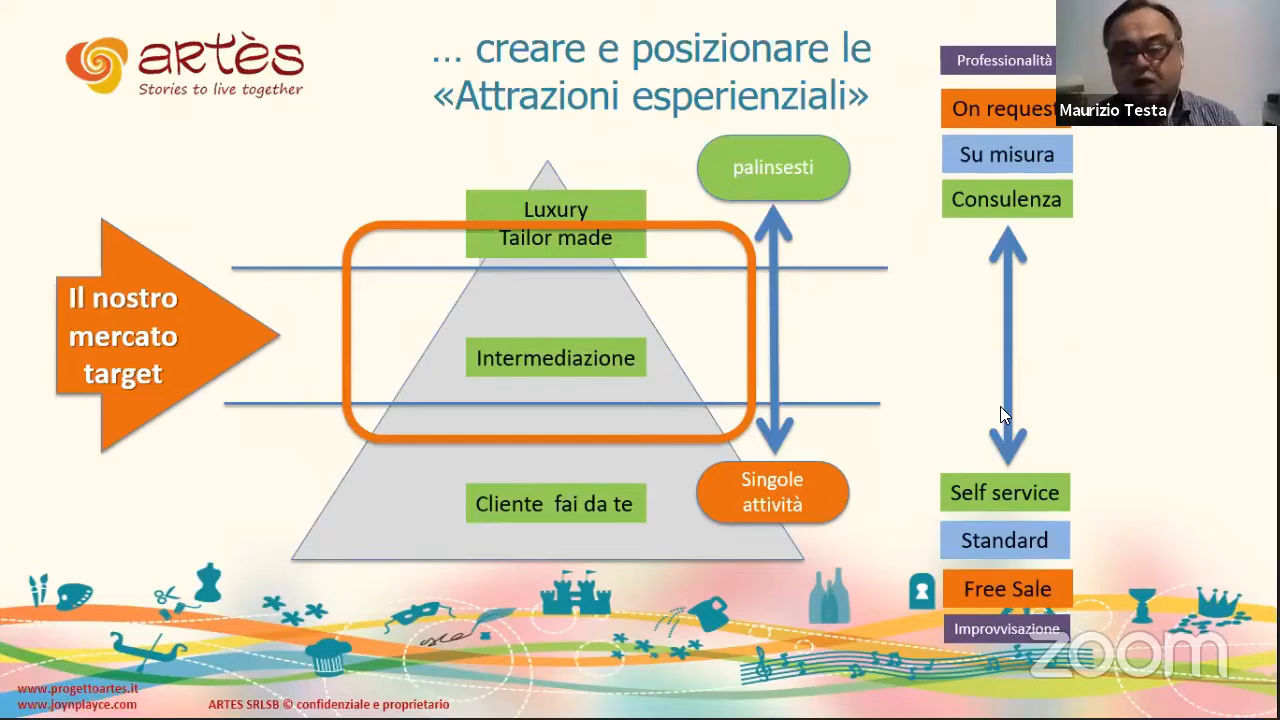 artès
Stories to live together
... creare e posizionare le
«Attrazioni esperienziali»
Professionalità
On request
Maurizio Testa
Su misura
Consulenza
palinsesti
Luxury
Tailor made
Il nostro
mercato
target
Intermediazione
Cliente fai da te
Singole
attività
Self service
Standard
Free Sale
Improvvisazione
zoom
www.progettoartes.it
www.joynplayce.com
ARTES SRLSB © confidenziale e proprietario